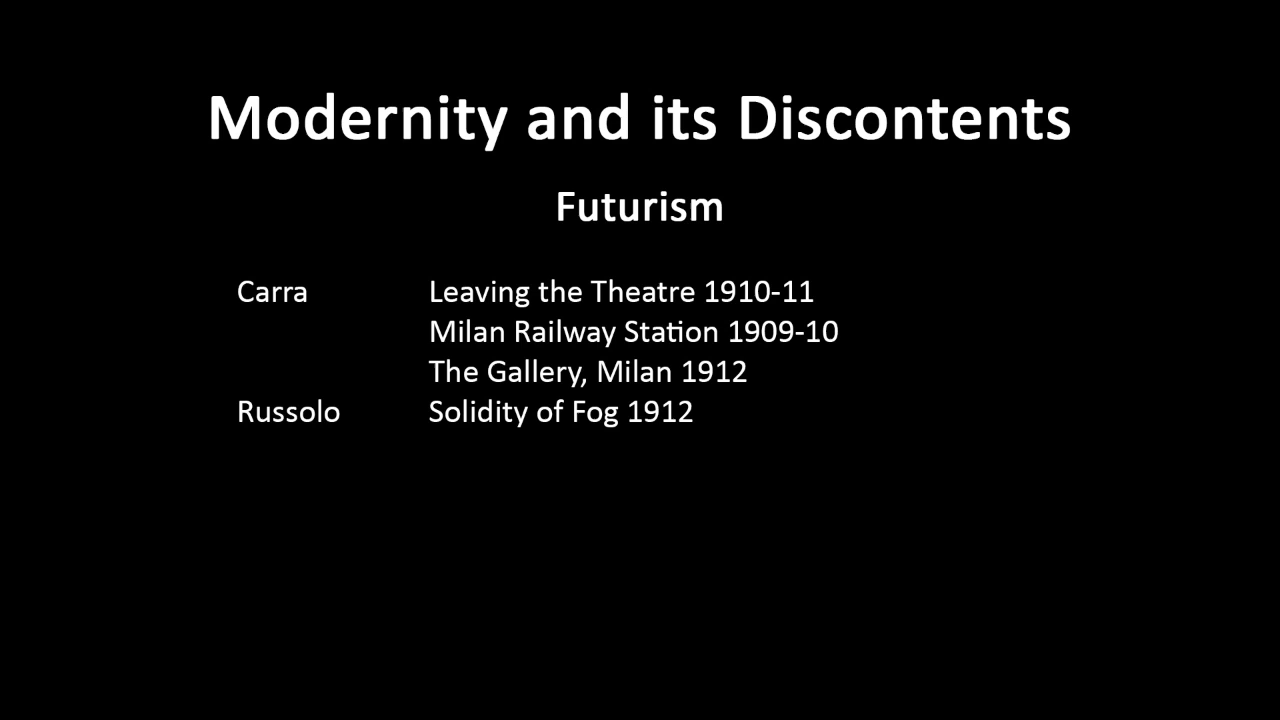 Modernity and its Discontents
Futurism
Carra Leaving the Theatre 1910-11
Milan Railway Station 1909-10
The Gallery, Milan 1912
Russolo Solidity of Fog 1912